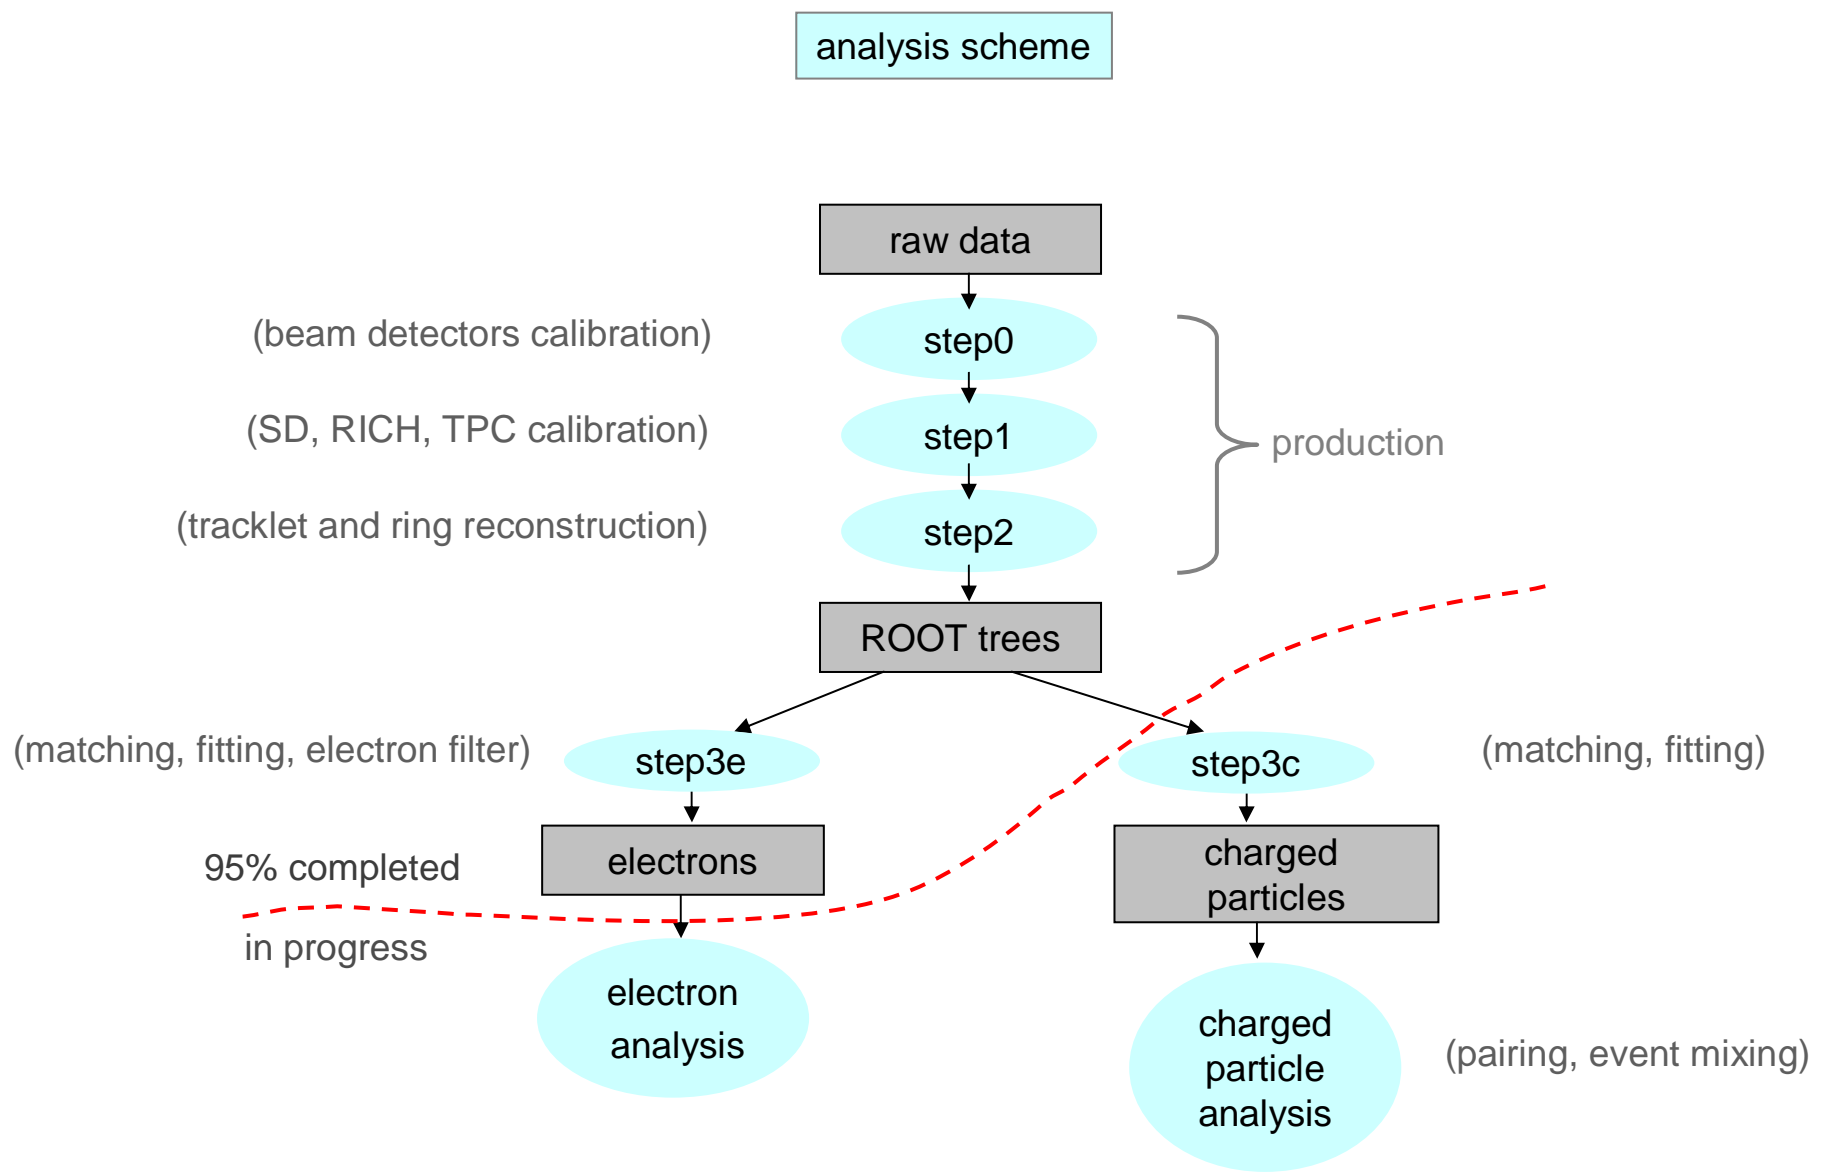 analysis scheme
raw data
(beam detectors calibration)
step0
(SD, RICH, TPC calibration)
step1
production
(tracklet and ring reconstruction)
step2
ROOT trees
(matching, fitting, electron filter)
step3e
step3c
(matching, fitting)
95% completed
electrons
charged
particles
in progress
electron
analysis
charged
particle
analysis
(pairing, event mixing)